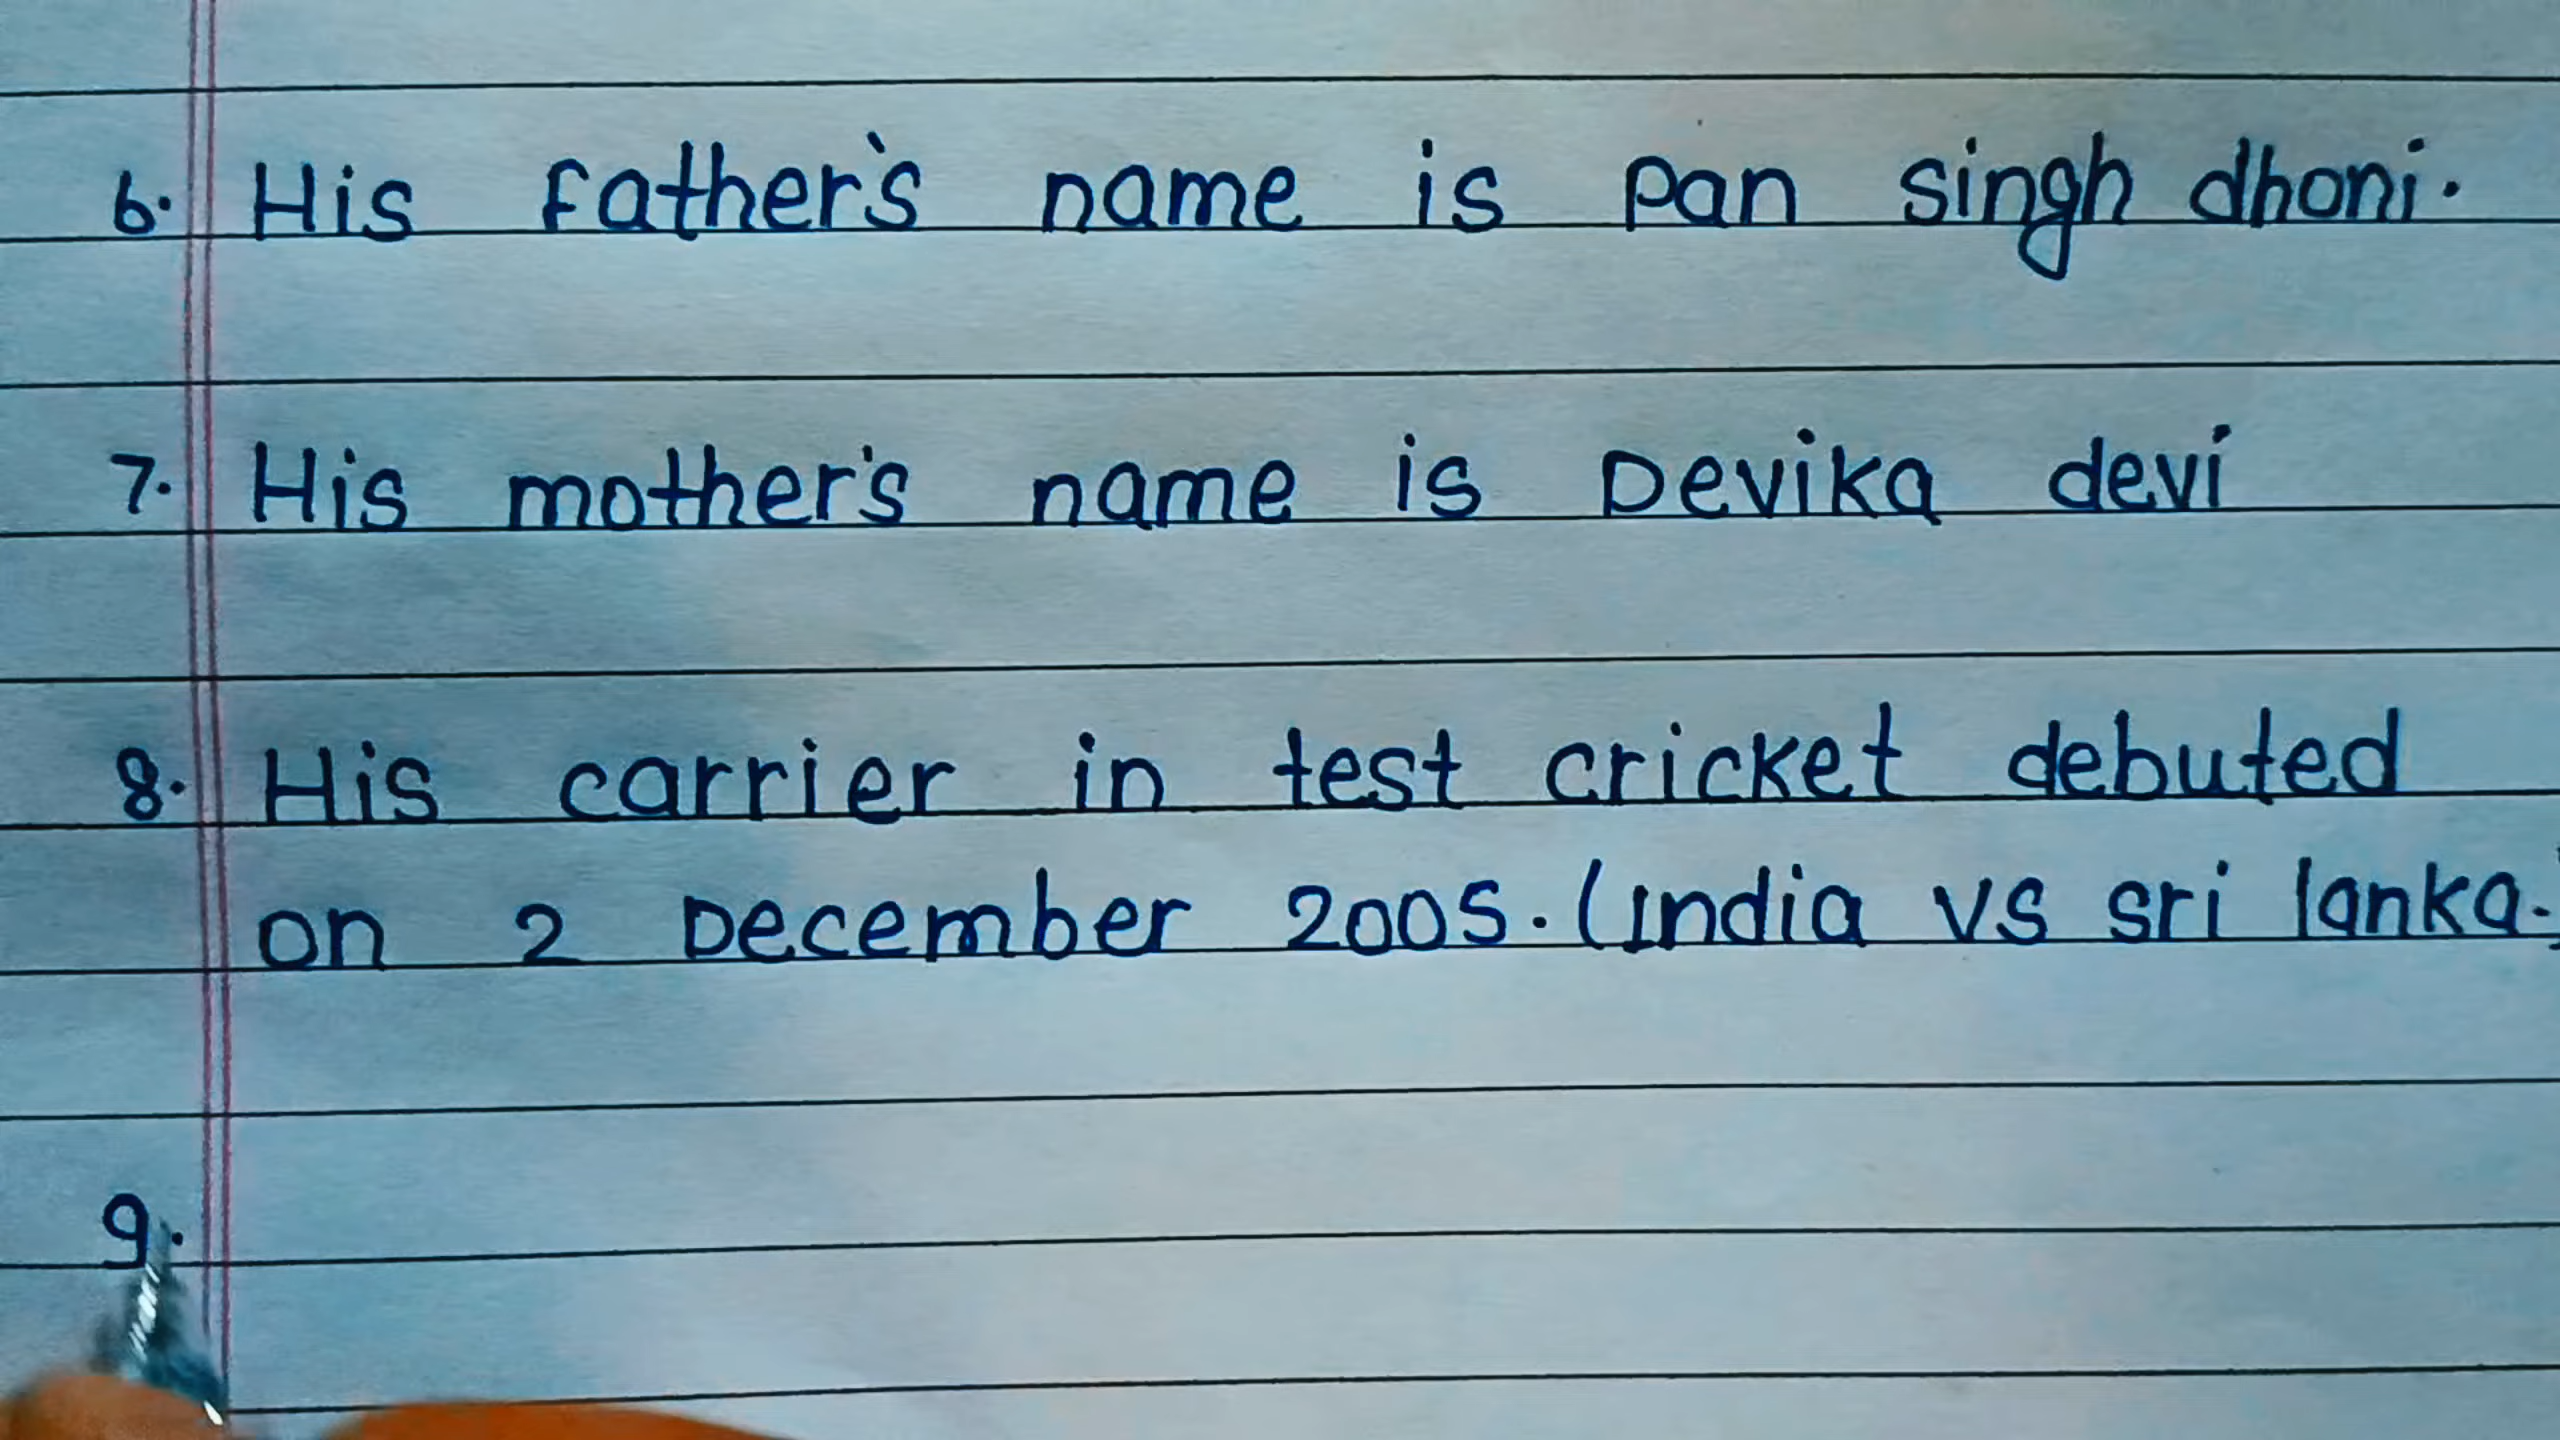 6. His father's name is Pan singh dhoni.
7. His mother's name is Devika devi
8. His carrier in test cricket debuted
on 2 December 2005. (India vs sri lanka.)
9.